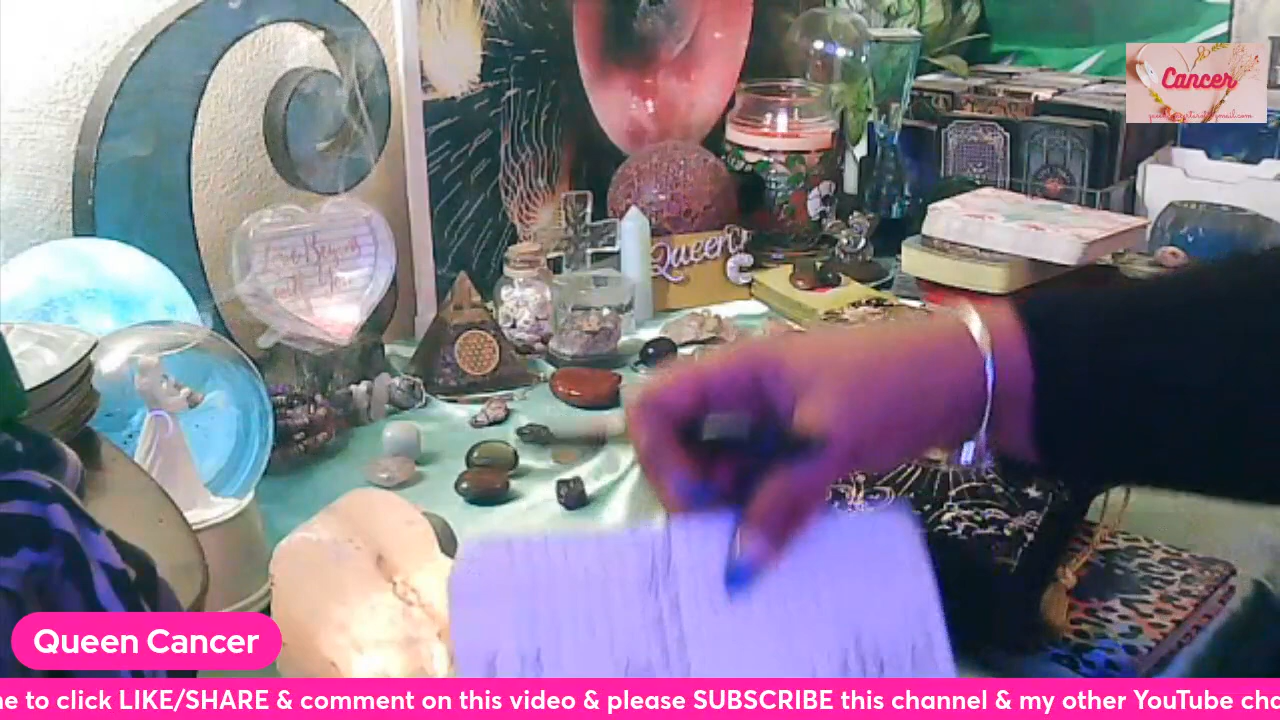 Cancer
Queen
Queen Cancer
e to click LIKE/SHARE & comment on this video & please SUBSCRIBE this channel & my other YouTube cha